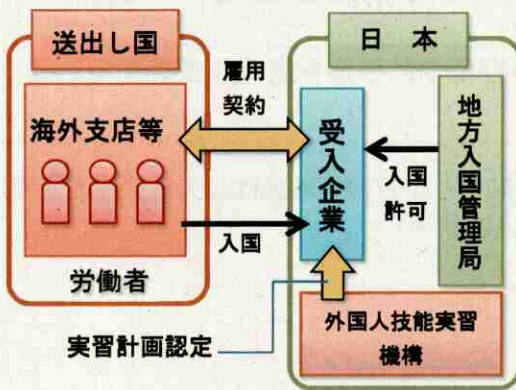 送出し国
海外支店等
労働者
雇用
契約
入国
実習計画認定
日本
受入企業
入国
許可
地方入国管理局
外国人技能実習
機構